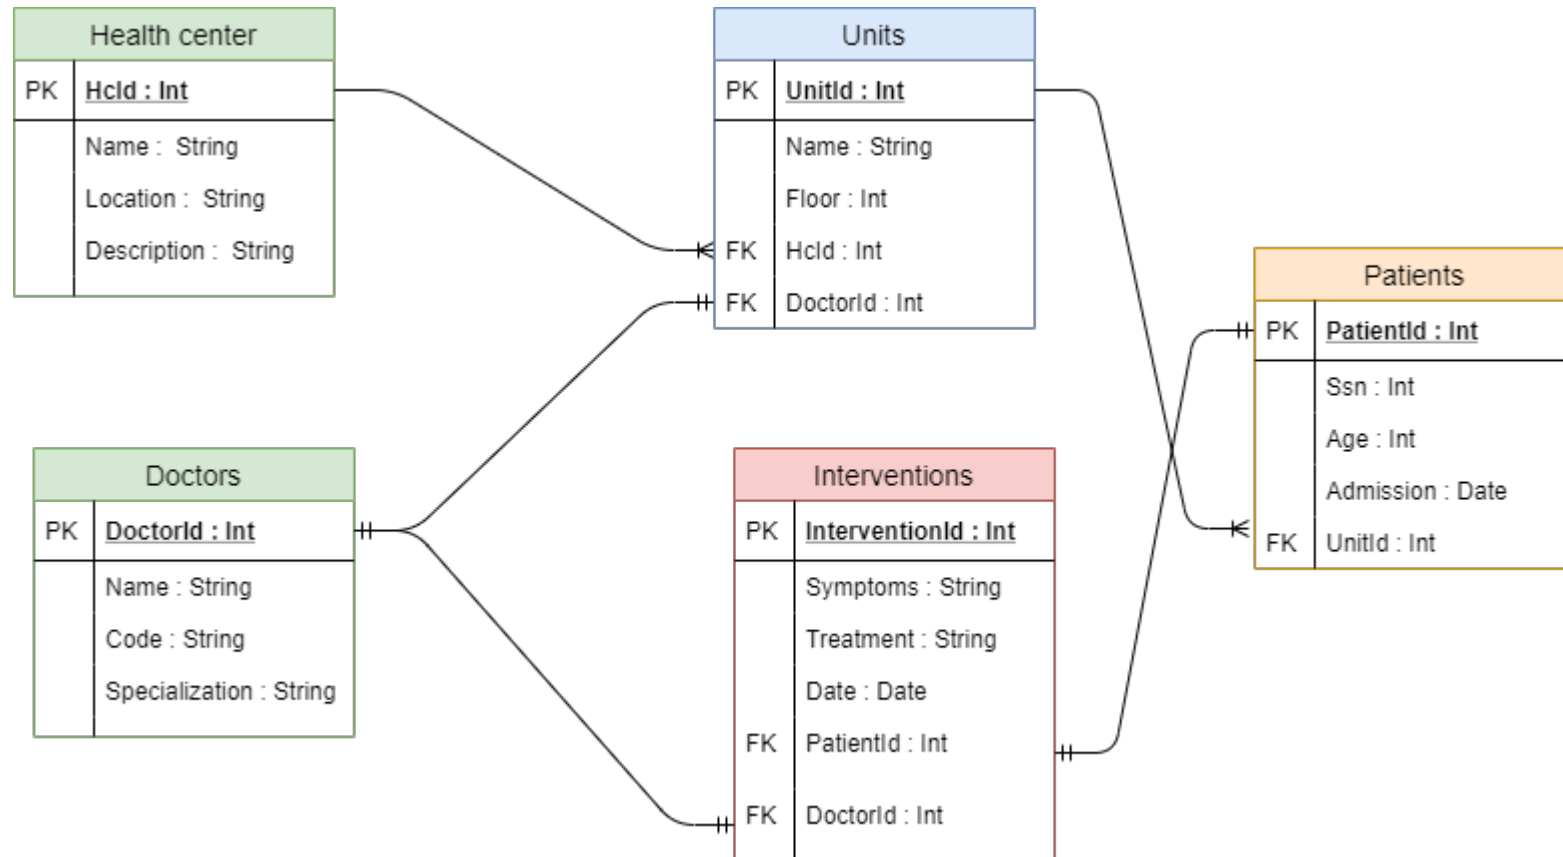 Health center
PK HcId : Int
Name : String
Location : String
Description : String
Units
PK UnitId : Int
Name : String
Floor : Int
FK HcId : Int
FK DoctorId : Int
Patients
PK PatientId : Int
Ssn : Int
Age : Int
Admission : Date
FK UnitId : Int
Doctors
PK DoctorId : Int
Name : String
Code : String
Specialization : String
Interventions
PK InterventionId : Int
Symptoms : String
Treatment : String
Date : Date
FK PatientId : Int
FK DoctorId : Int